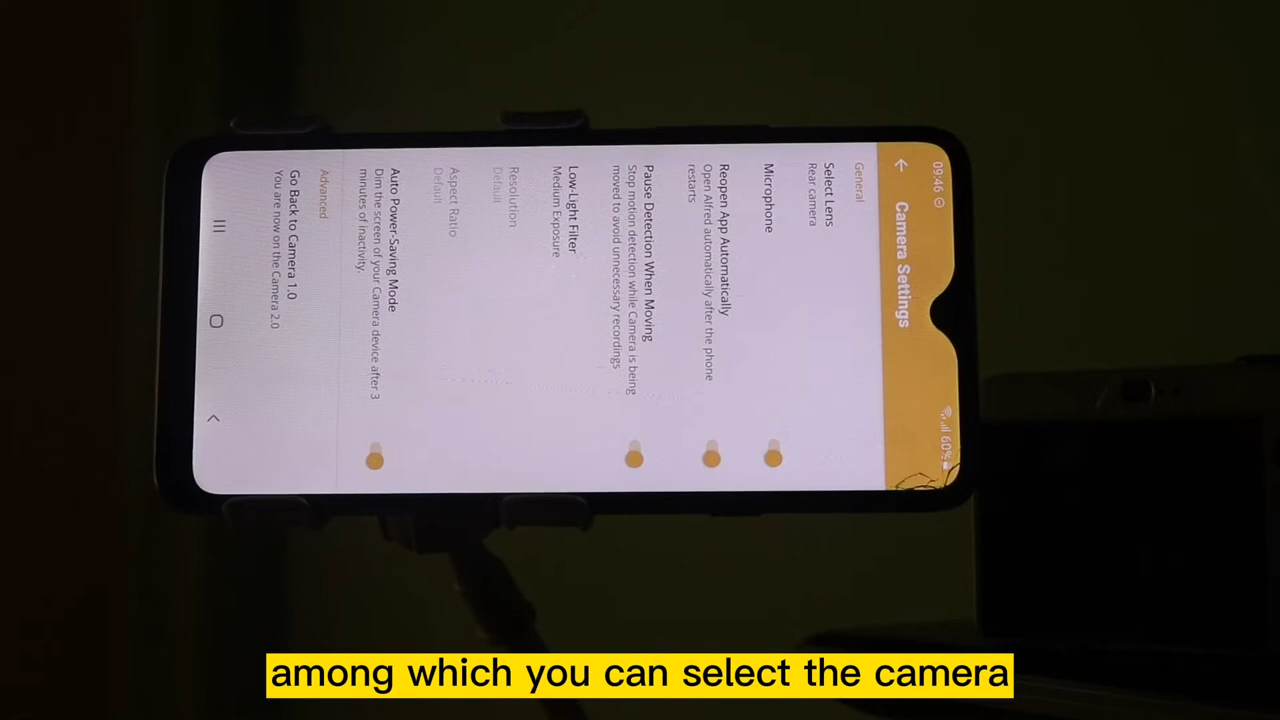 09:46
60%
Camera Settings
General
Select Lens
Rear camera
Microphone
Reopen App Automatically
Open Alfred automatically after the phone
restarts
Pause Detection When Moving
Stop motion detection while Camera is being
moved to avoid unnecessary recordings
Low-Light Filter
Medium Exposure
Resolution
Default
Aspect Ratio
Default
Auto Power-Saving Mode
Dim the screen of your Camera device after 3
minutes of Inactivity.
Advanced
Go Back to Camera 1.0
You are now on the Camera 2.0
among which you can select the camera